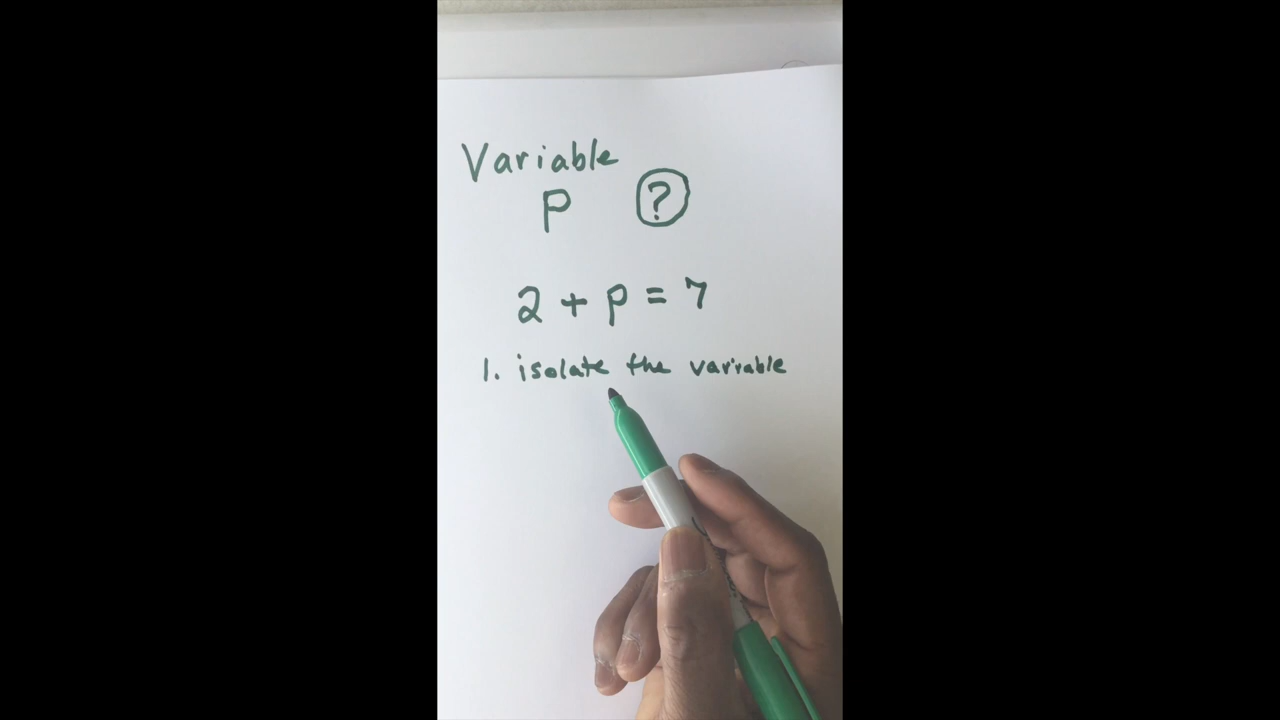 Variable
p ?
2 + p = 7
1. isolate the variable